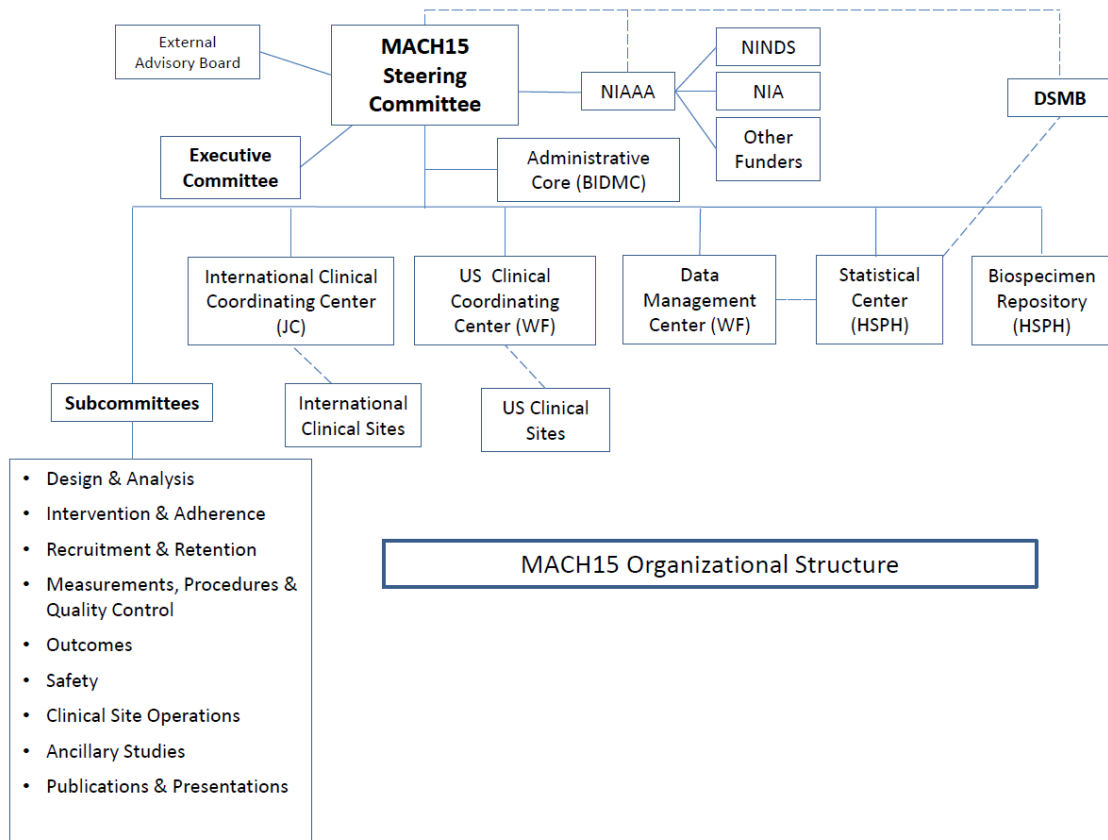 External
Advisory Board
MACH15
Steering
Committee
NIAAA
NINDS
NIA
Other
Funders
DSMB
Executive
Committee
Administrative
Core (BIDMC)
International Clinical
Coordinating Center
(JC)
US Clinical
Coordinating
Center (WF)
Data
Management
Center (WF)
Statistical
Center
(HSPH)
Biospecimen
Repository
(HSPH)
Subcommittees
International
Clinical Sites
US Clinical
Sites
• Design & Analysis
• Intervention & Adherence
• Recruitment & Retention
• Measurements, Procedures &
Quality Control
• Outcomes
• Safety
• Clinical Site Operations
• Ancillary Studies
• Publications & Presentations
MACH15 Organizational Structure